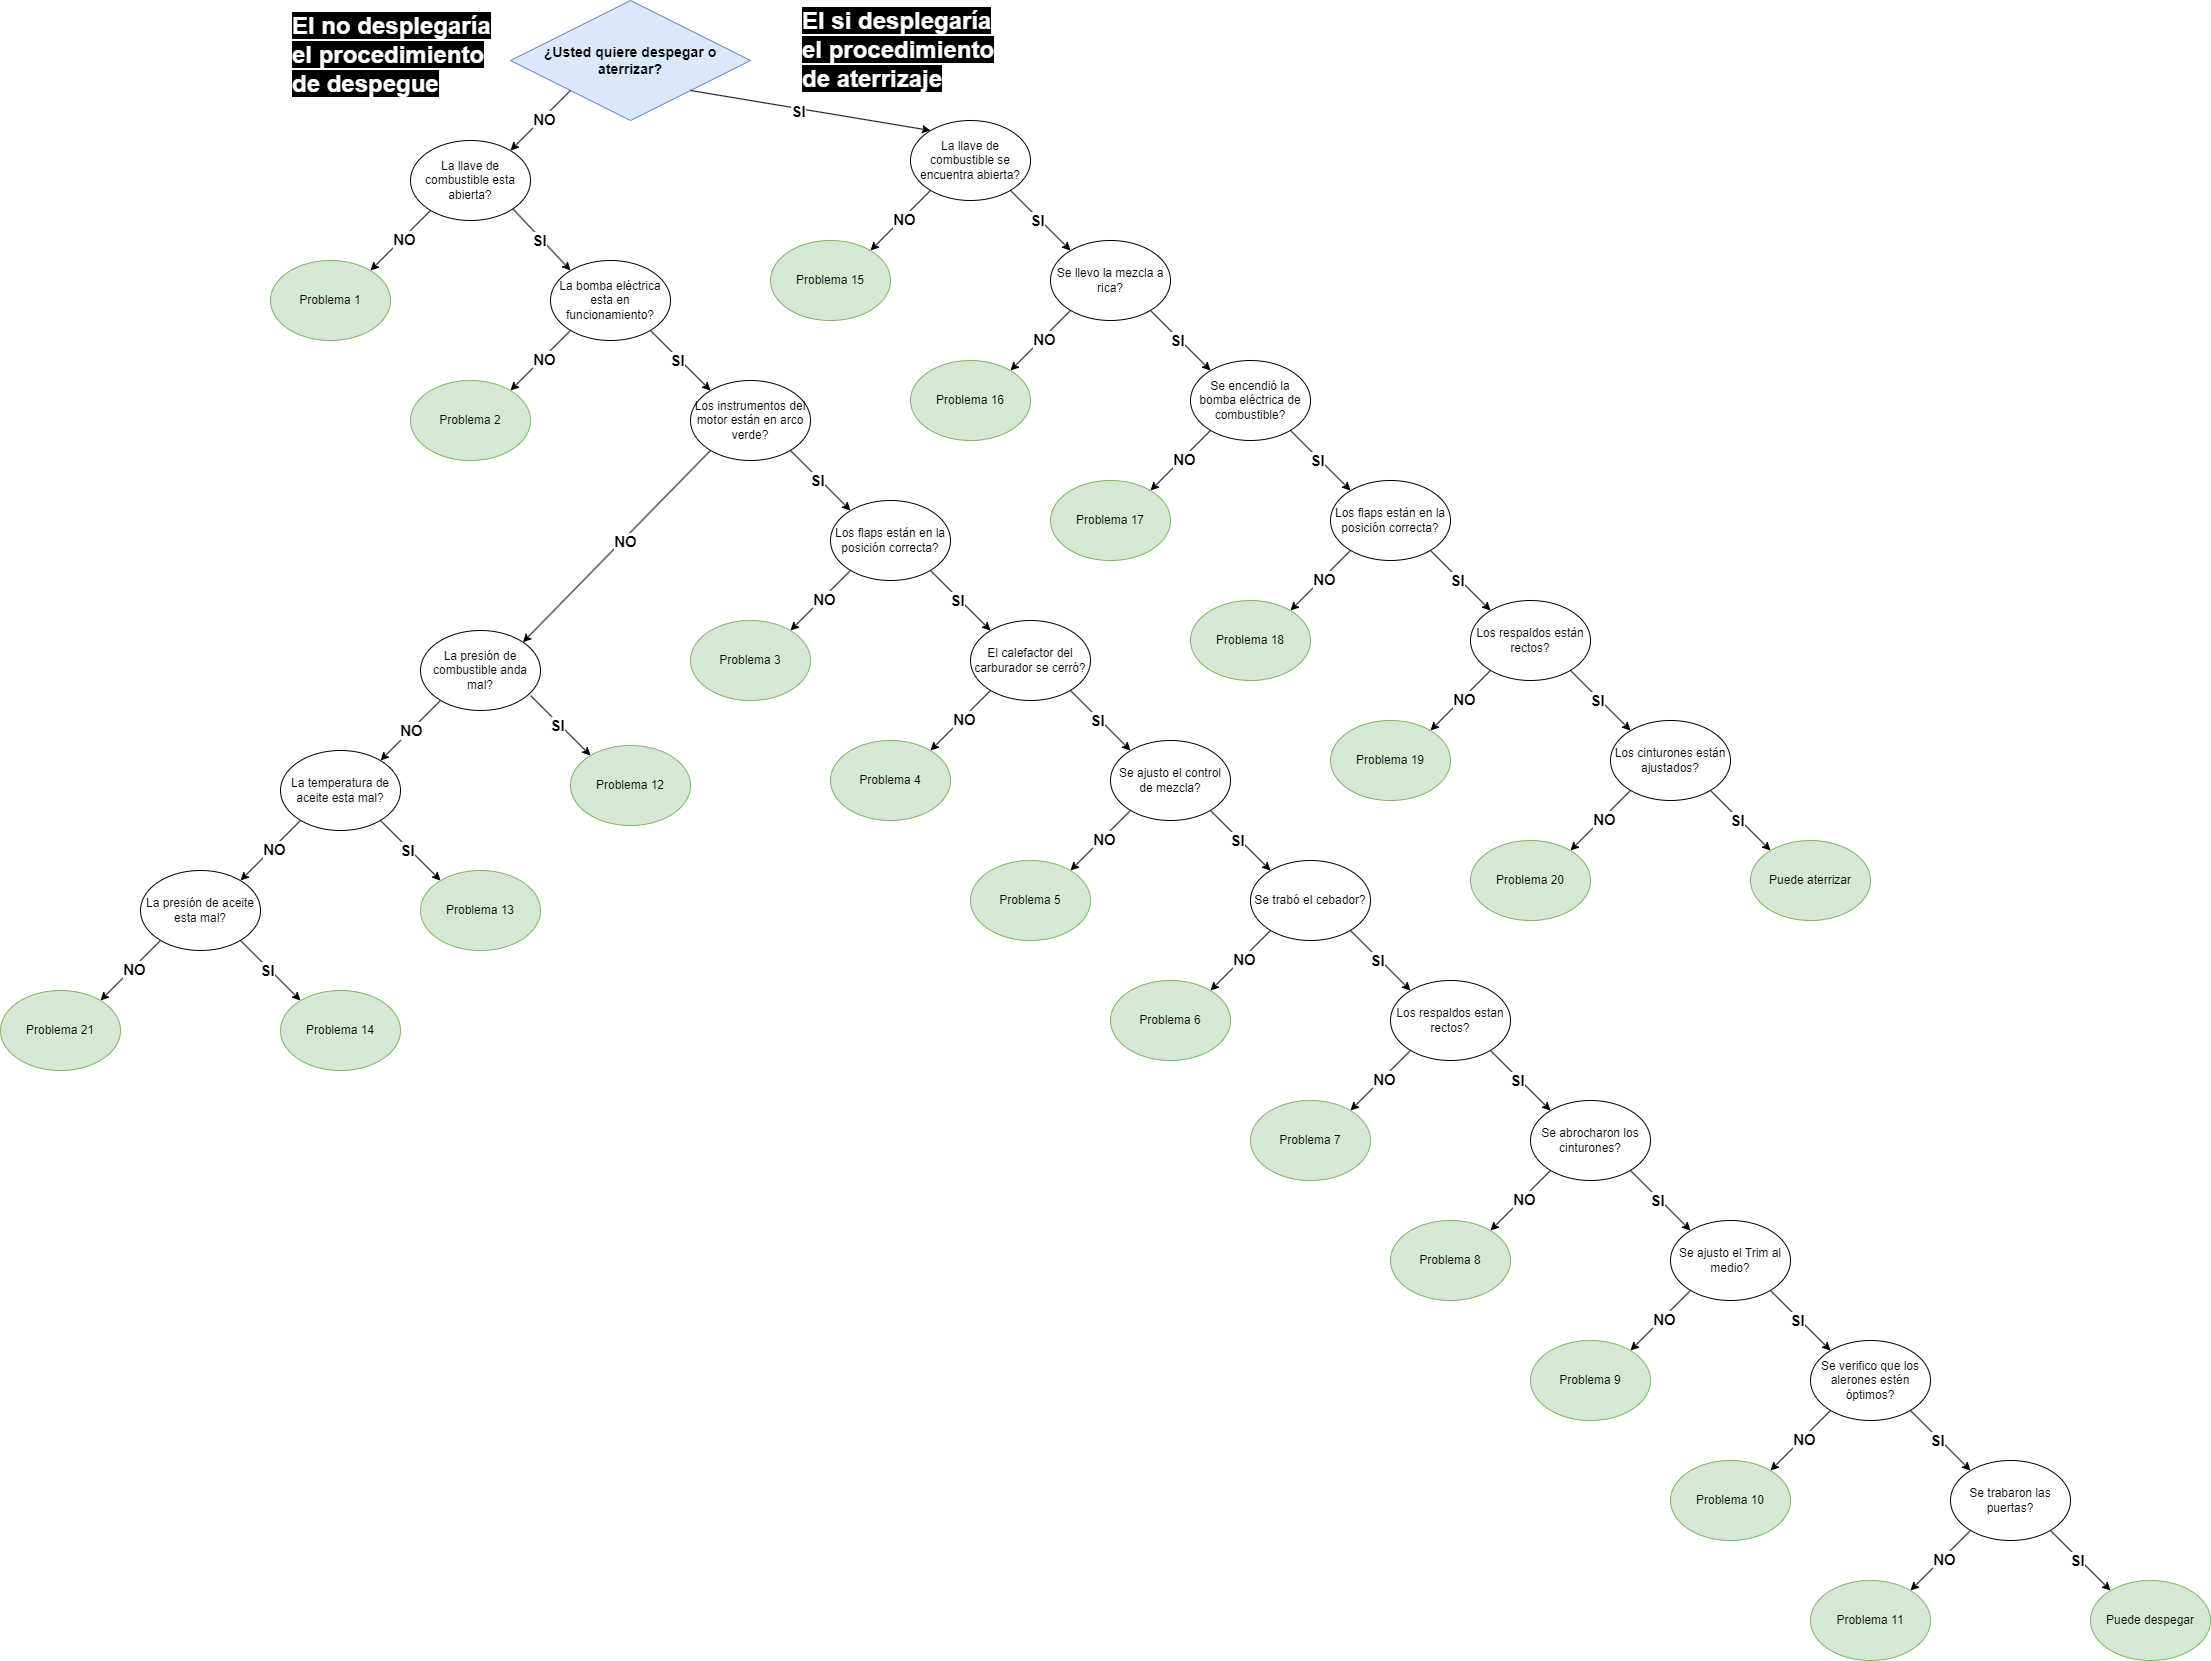 El no desplegaría
el procedimiento
de despegue
¿Usted quiere despegar o
aterrizar?
El si desplegaría
el procedimiento
de aterrizaje
NO
SI
La llave de
combustible esta
abierta?
La llave de
combustible se
encuentra abierta?
NO
SI
NO
SI
Problema 1
La bomba eléctrica
esta en
funcionamiento?
Problema 15
Se llevo la mezcla a
rica?
NO
SI
NO
SI
Problema 2
Los instrumentos del
motor están en arco
verde?
Problema 16
Se encendió la
bomba eléctrica de
combustible?
NO
SI
NO
SI
Los flaps están en la
posición correcta?
Problema 17
Los flaps están en la
posición correcta?
NO
SI
NO
SI
La presión de
combustible anda
mal?
Problema 3
El calefactor del
carburador se cerró?
Problema 18
Los respaldos están
rectos?
NO
SI
NO
SI
NO
SI
La temperatura de
aceite esta mal?
Problema 12
Problema 4
Se ajusto el control
de mezcla?
Problema 19
Los cinturones están
ajustados?
NO
SI
NO
SI
NO
SI
La presión de aceite
esta mal?
Problema 13
Problema 5
Se trabó el cebador?
Problema 20
Puede aterrizar
NO
SI
NO
SI
Problema 21
Problema 14
Problema 6
Los respaldos estan
rectos?
NO
SI
Problema 7
Se abrocharon los
cinturones?
NO
SI
Problema 8
Se ajusto el Trim al
medio?
NO
SI
Problema 9
Se verifico que los
alerones estén
óptimos?
NO
SI
Problema 10
Se trabaron las
puertas?
NO
SI
Problema 11
Puede despegar